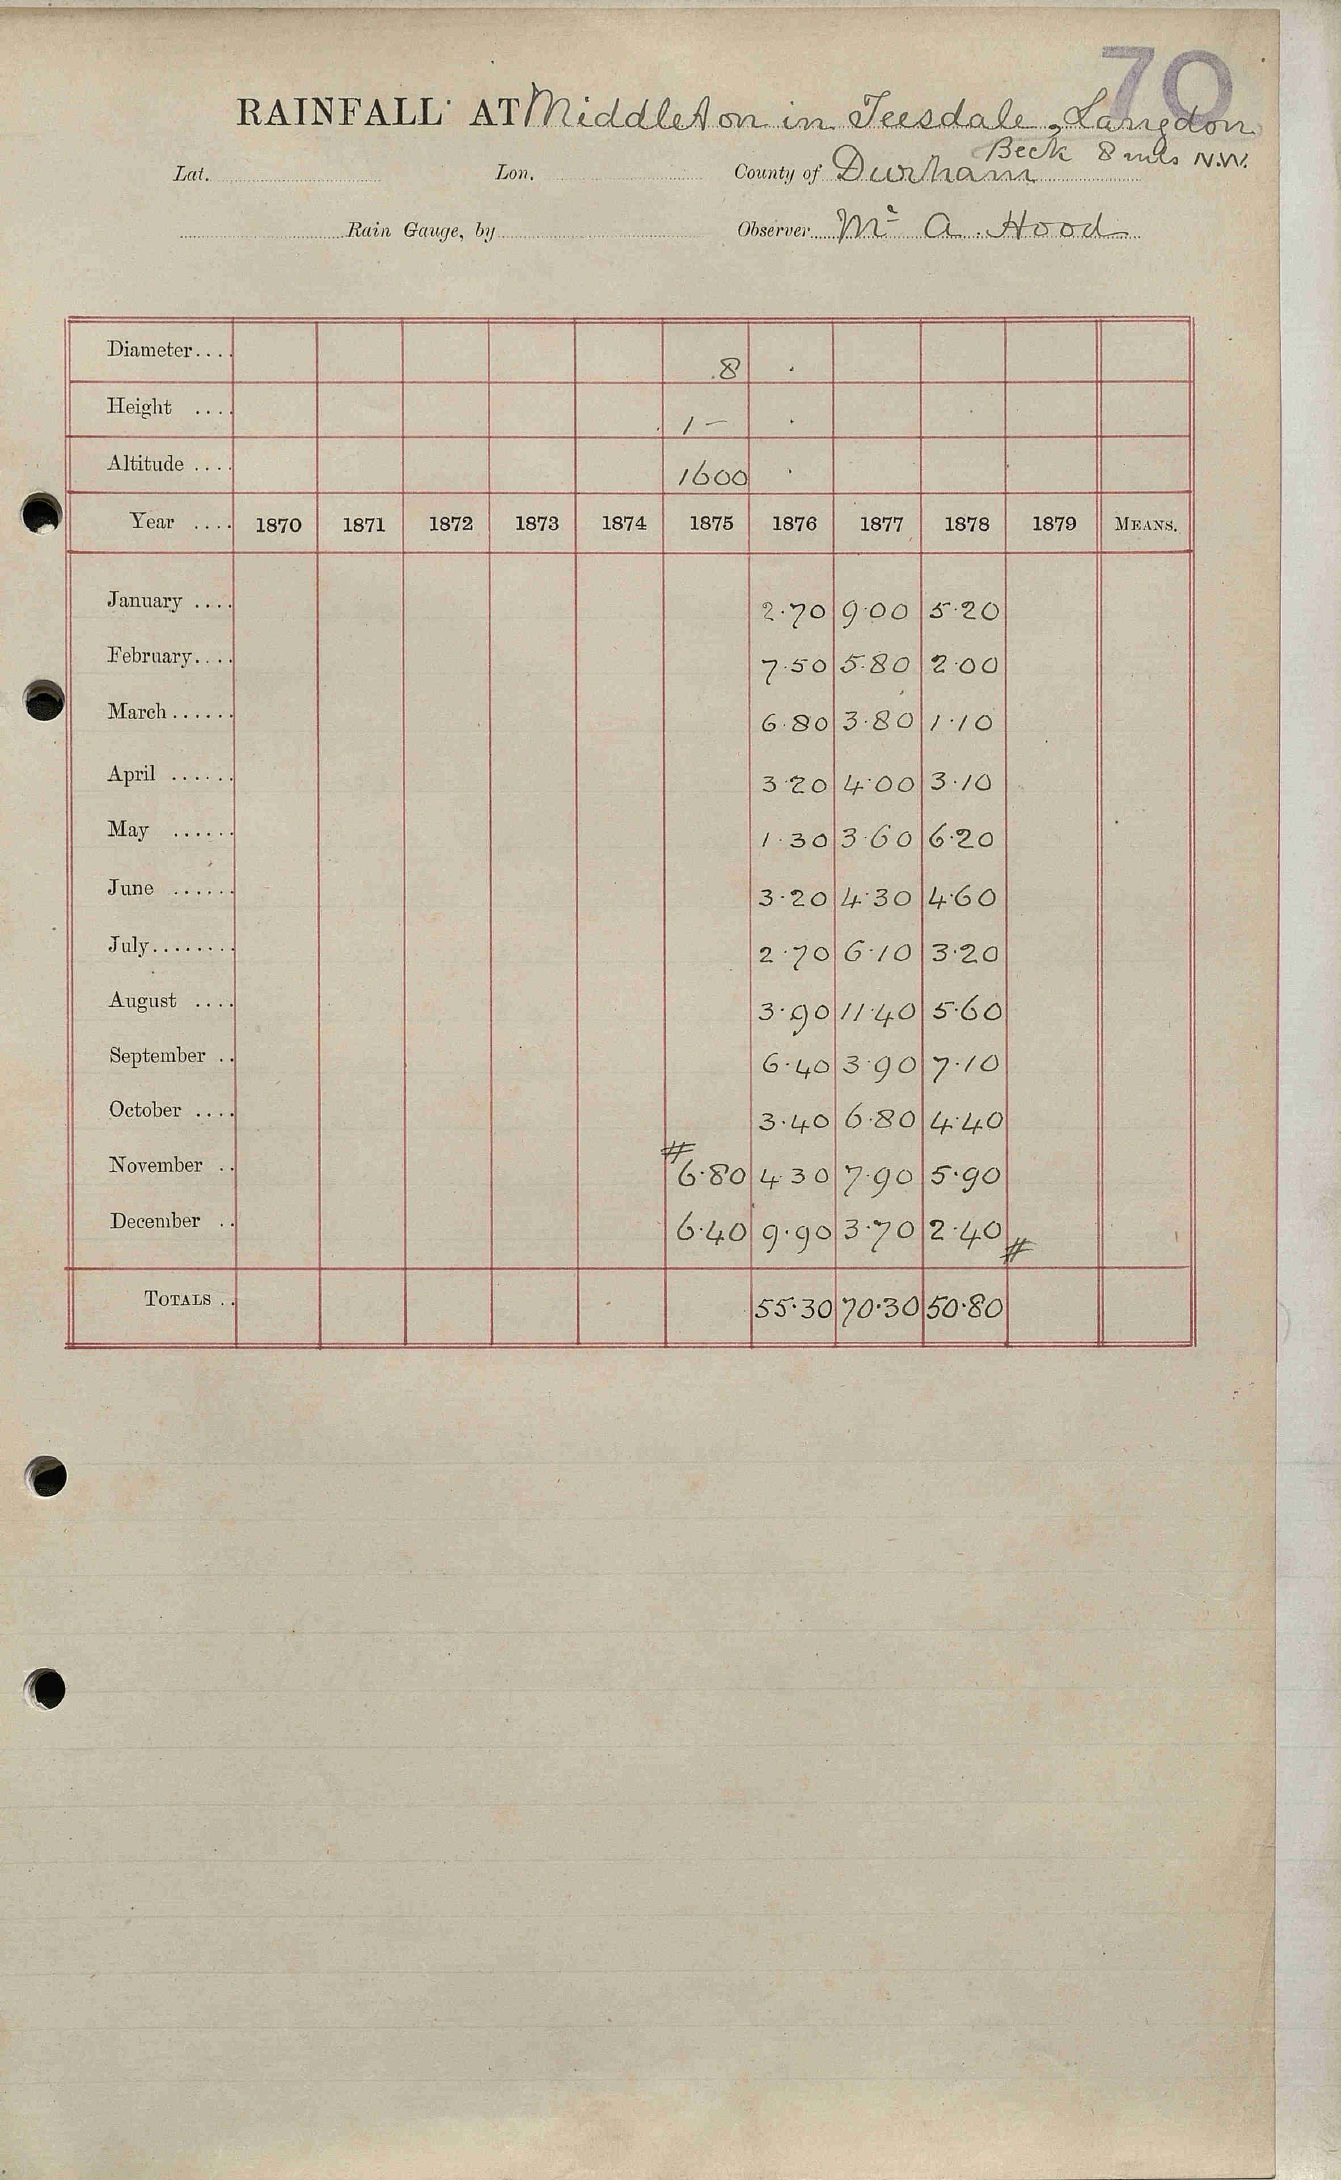 70
RAINFALL AT Middleton in Teesdale, Langdon
Beck 8 mls N.W.
Lat. Lon. County of Durham
Rain Gauge, by Observer Mr A. Hood
Diameter.... 8
Height .... 1 –
Altitude .... 1600
Year .... 1870 1871 1872 1873 1874 1875 1876 1877 1878 1879 MEANS.
January .... 2.70 9.00 5.20
February.... 7.50 5.80 2.00
March...... 6.80 3.80 1.10
April ...... 3.20 4.00 3.10
May ...... 1.30 3.60 6.20
June ...... 3.20 4.30 4.60
July........ 2.70 6.10 3.20
August .... 3.90 11.40 5.60
September .. 6.40 3.90 7.10
October .... 3.40 6.80 4.40
November .. # 6.80 4.30 7.90 5.90
December .. 6.40 9.90 3.70 2.40 #
TOTALS .. 55.30 70.30 50.80